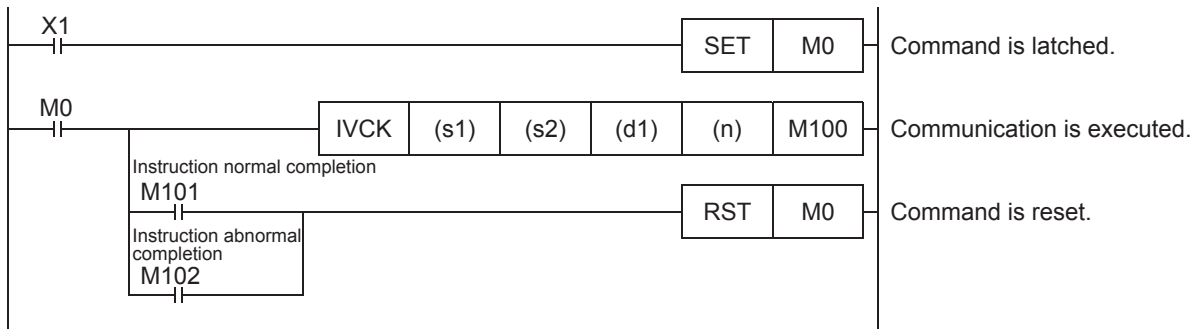 X1
SET M0 Command is latched.
M0
IVCK (s1) (s2) (d1) (n) M100 Communication is executed.
Instruction normal completion
M101
RST M0 Command is reset.
Instruction abnormal
completion
M102